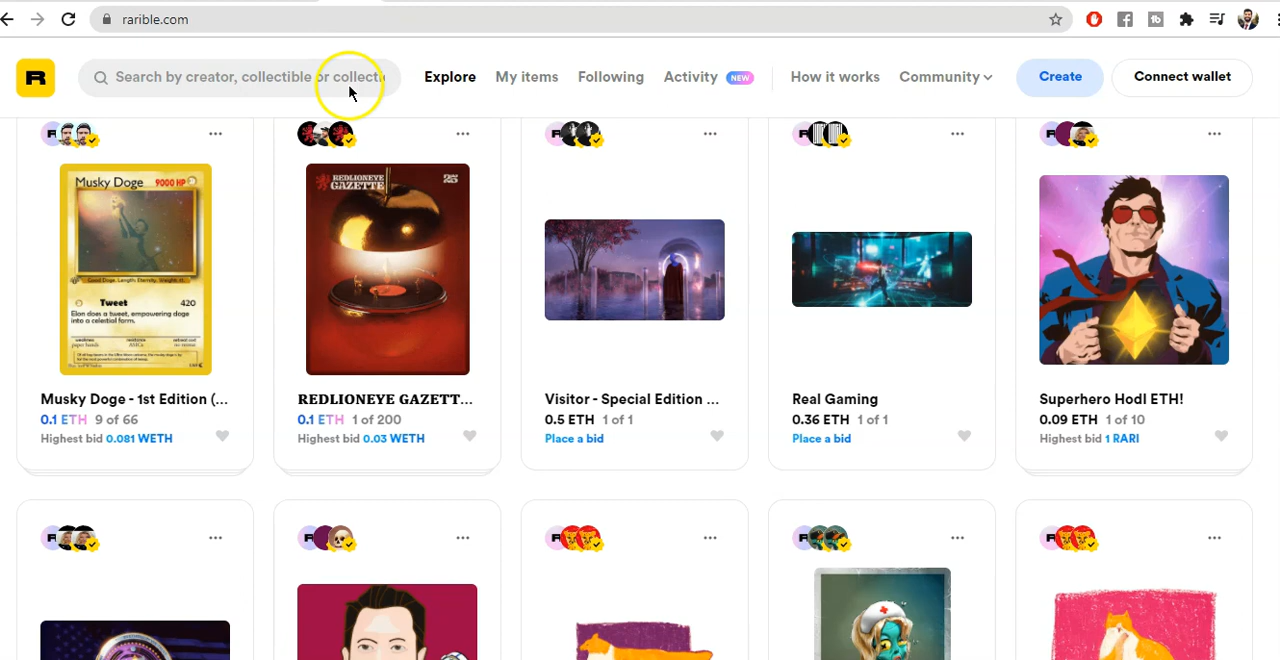 rarible.com
R
Search by creator, collectible or collecti
Explore
My items
Following
Activity NEW
How it works
Community
Create
Connect wallet
Musky Doge 9000 HP
Tweet 420
Elon does a tweet, empowering doge
into a celestial form.
REDLIONEYE
GAZETTE
25
Musky Doge - 1st Edition (...
0.1 ETH 9 of 66
Highest bid 0.081 WETH
REDLIONEYE GAZETT...
0.1 ETH 1 of 200
Highest bid 0.03 WETH
Visitor - Special Edition ...
0.5 ETH 1 of 1
Place a bid
Real Gaming
0.36 ETH 1 of 1
Place a bid
Superhero Hodl ETH!
0.09 ETH 1 of 10
Highest bid 1 RARI